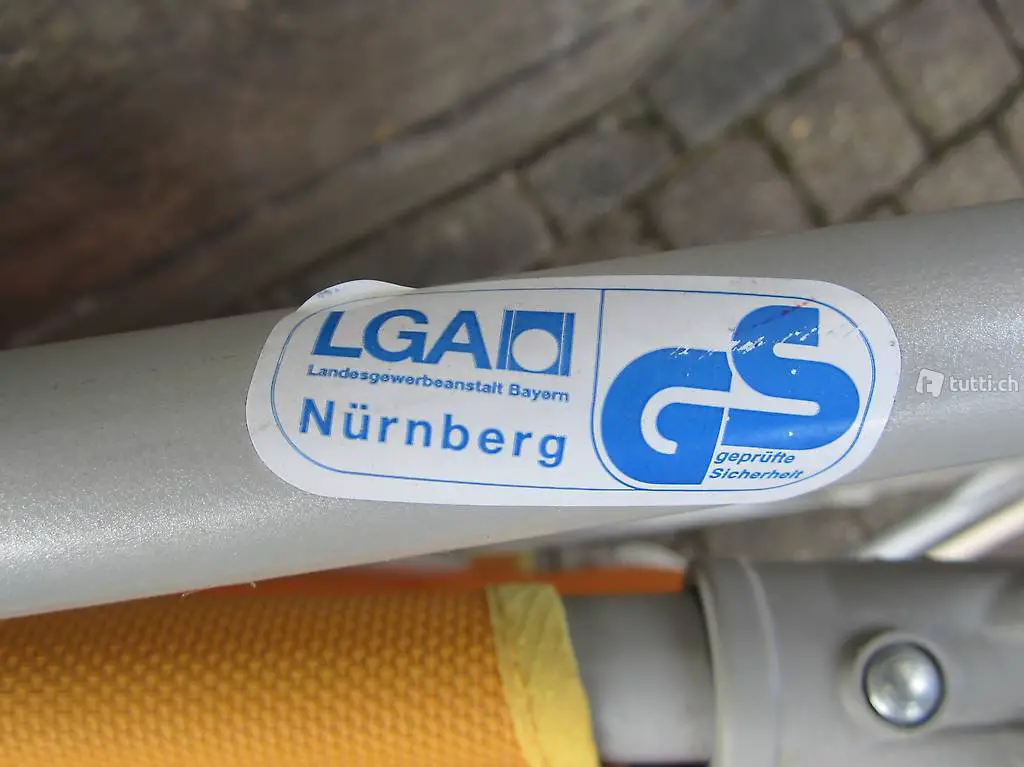 LGA
Landesgewerbeanstalt Bayern
Nürnberg
GS
geprüfte
Sicherheit
tutti.ch